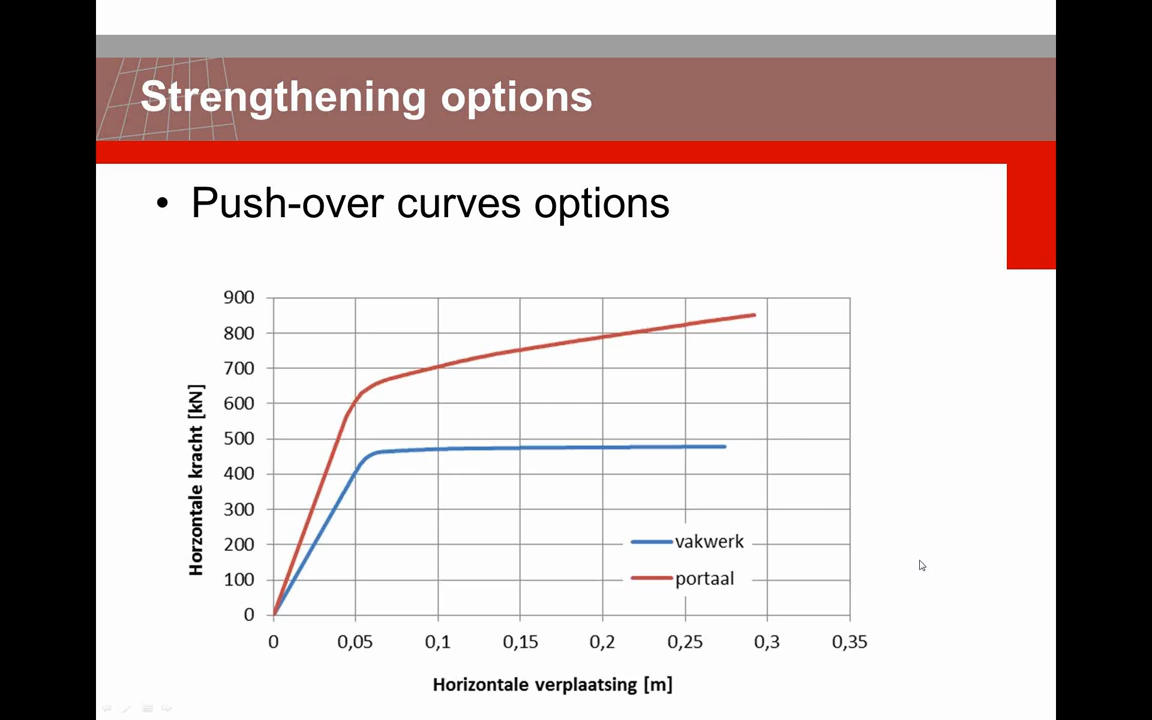 Strengthening options
• Push-over curves options
900
800
700
600
500
400
300
200
100
0
Horzontale kracht [kN]
vakwerk
portaal
0 0,05 0,1 0,15 0,2 0,25 0,3 0,35
Horizontale verplaatsing [m]